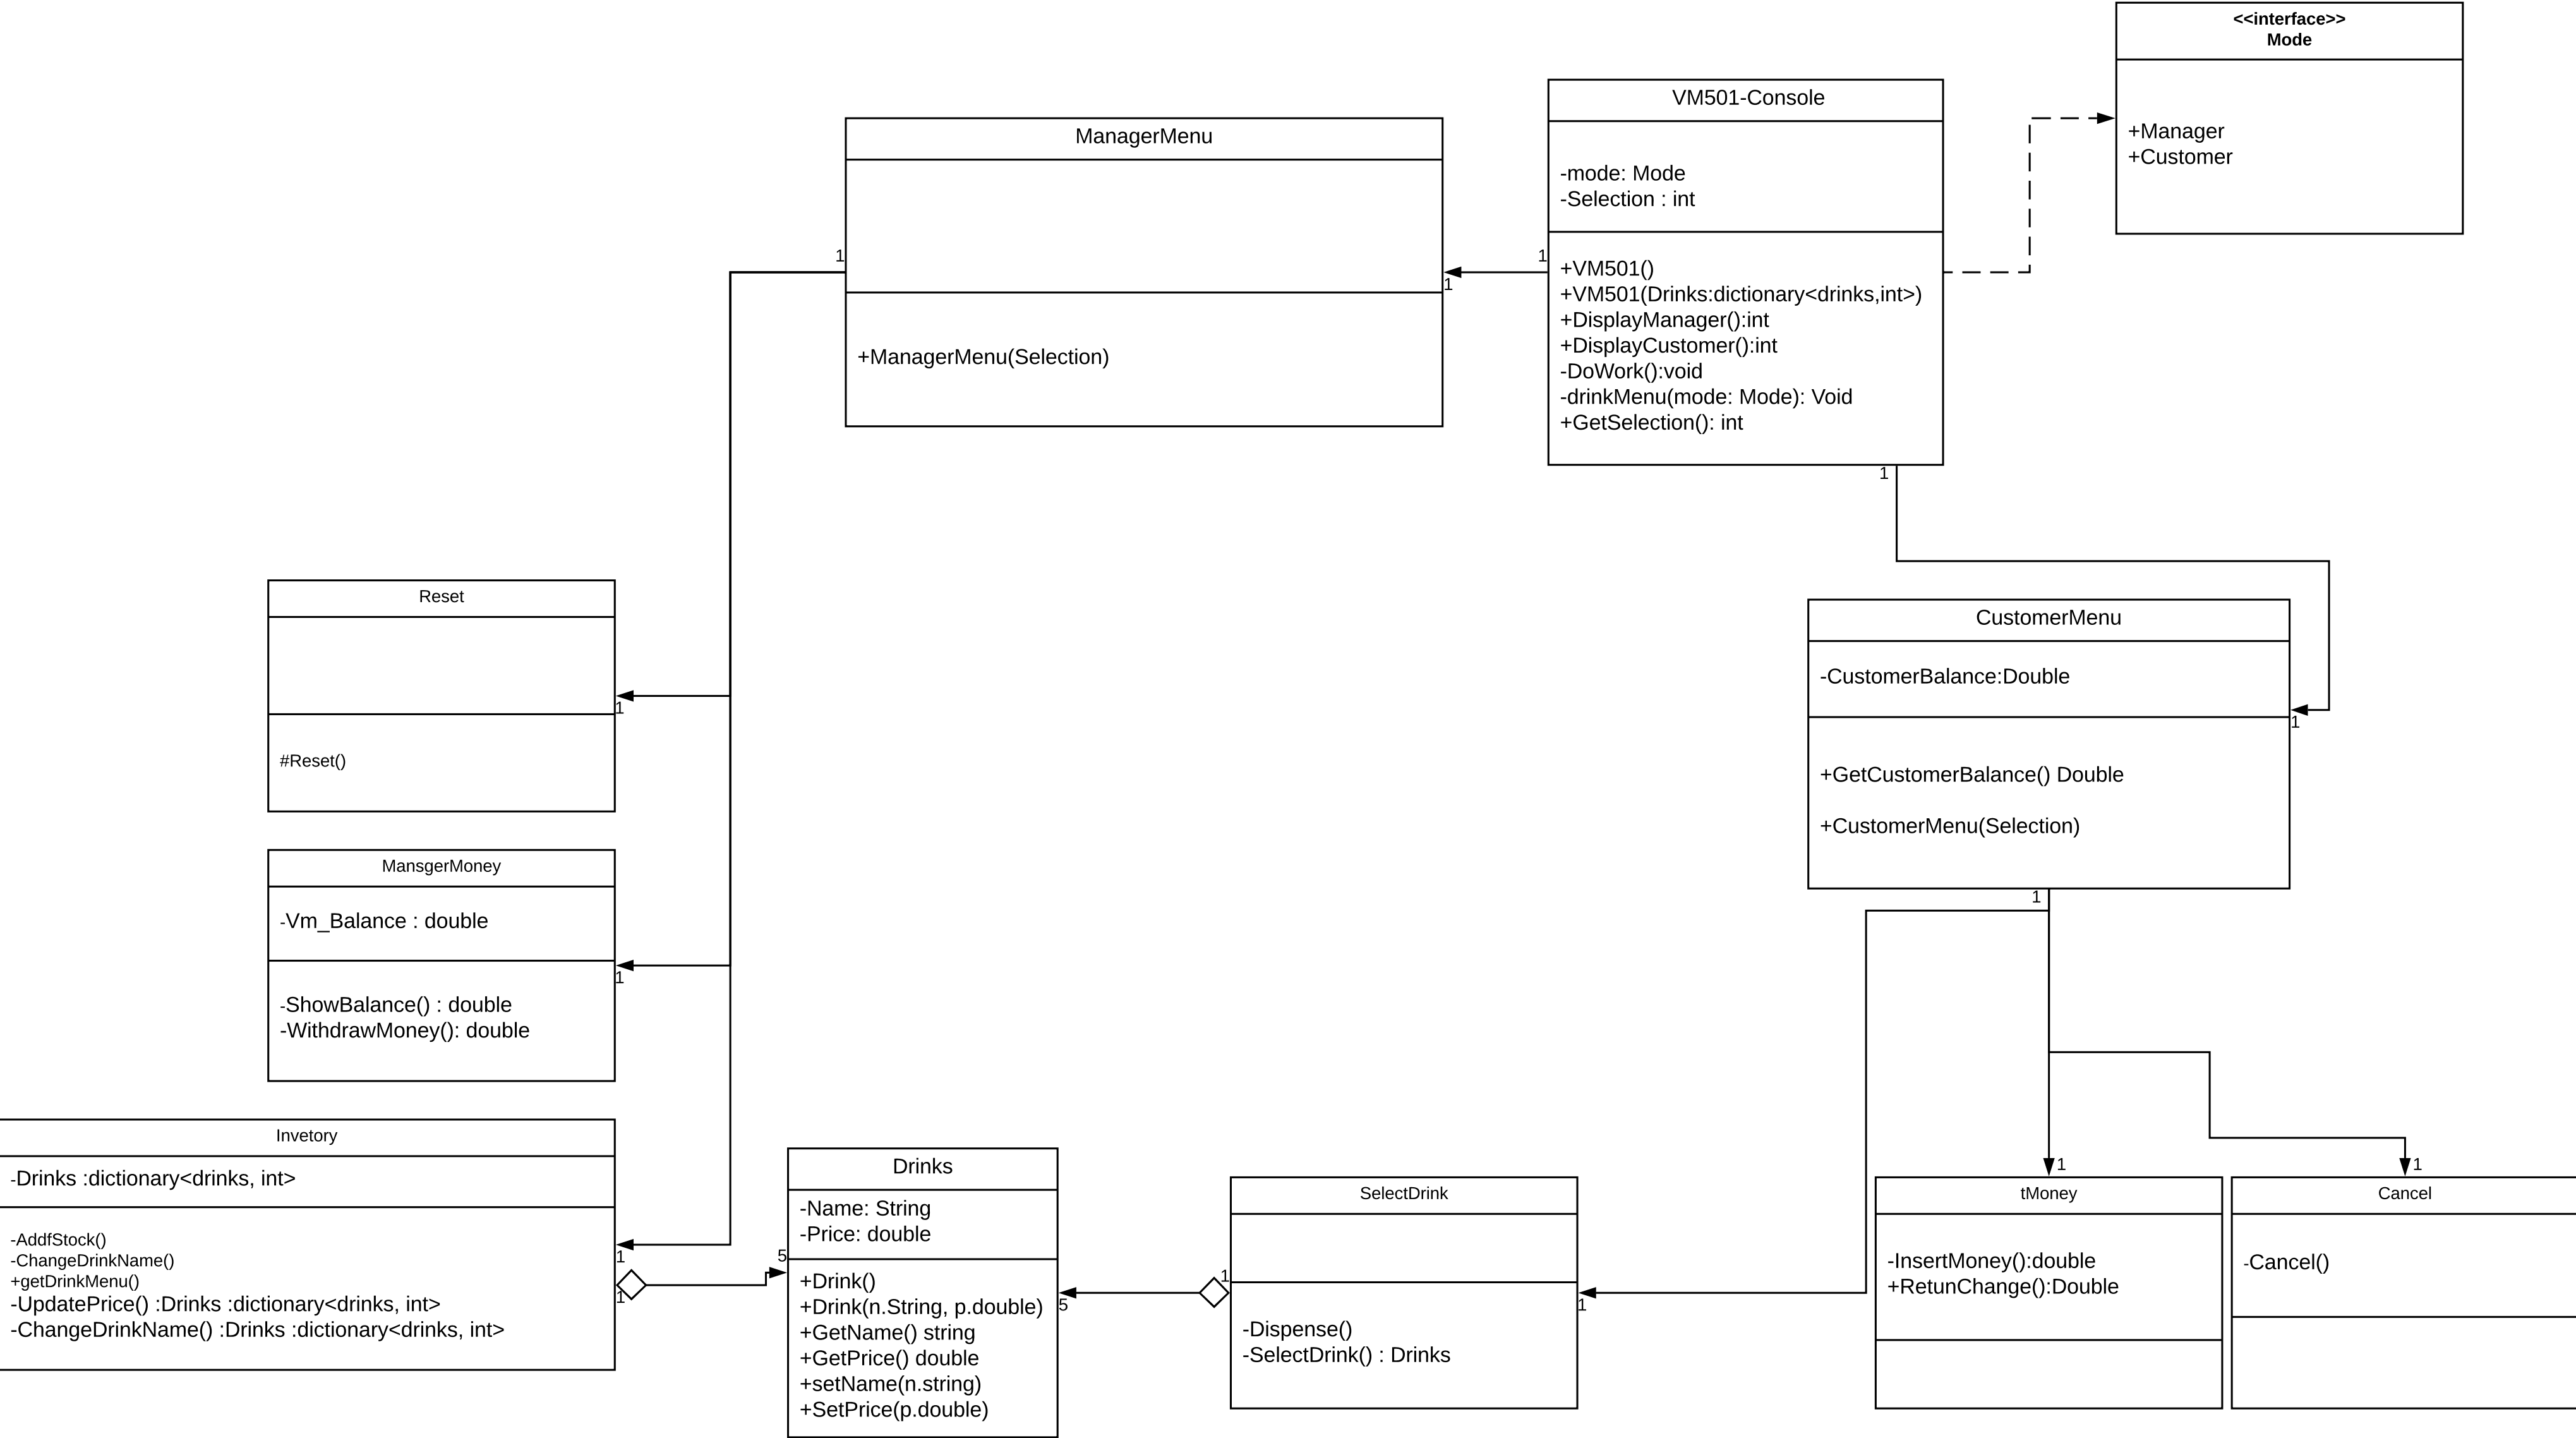 <<interface>>
Mode
+Manager
+Customer
VM501-Console
-mode: Mode
-Selection : int
+VM501()
+VM501(Drinks:dictionary<drinks,int>)
+DisplayManager():int
+DisplayCustomer():int
-DoWork():void
-drinkMenu(mode: Mode): Void
+GetSelection(): int
ManagerMenu
+ManagerMenu(Selection)
1
1
1
1
Reset
#Reset()
1
CustomerMenu
-CustomerBalance:Double
+GetCustomerBalance() Double
+CustomerMenu(Selection)
1
1
MansgerMoney
-Vm_Balance : double
-ShowBalance() : double
-WithdrawMoney(): double
1
Invetory
-Drinks :dictionary<drinks, int>
-AddfStock()
-ChangeDrinkName()
+getDrinkMenu()
-UpdatePrice() :Drinks :dictionary<drinks, int>
-ChangeDrinkName() :Drinks :dictionary<drinks, int>
1
1
5
Drinks
-Name: String
-Price: double
+Drink()
+Drink(n.String, p.double)
+GetName() string
+GetPrice() double
+setName(n.string)
+SetPrice(p.double)
5
1
SelectDrink
-Dispense()
-SelectDrink() : Drinks
1
1
tMoney
-InsertMoney():double
+RetunChange():Double
1
Cancel
-Cancel()